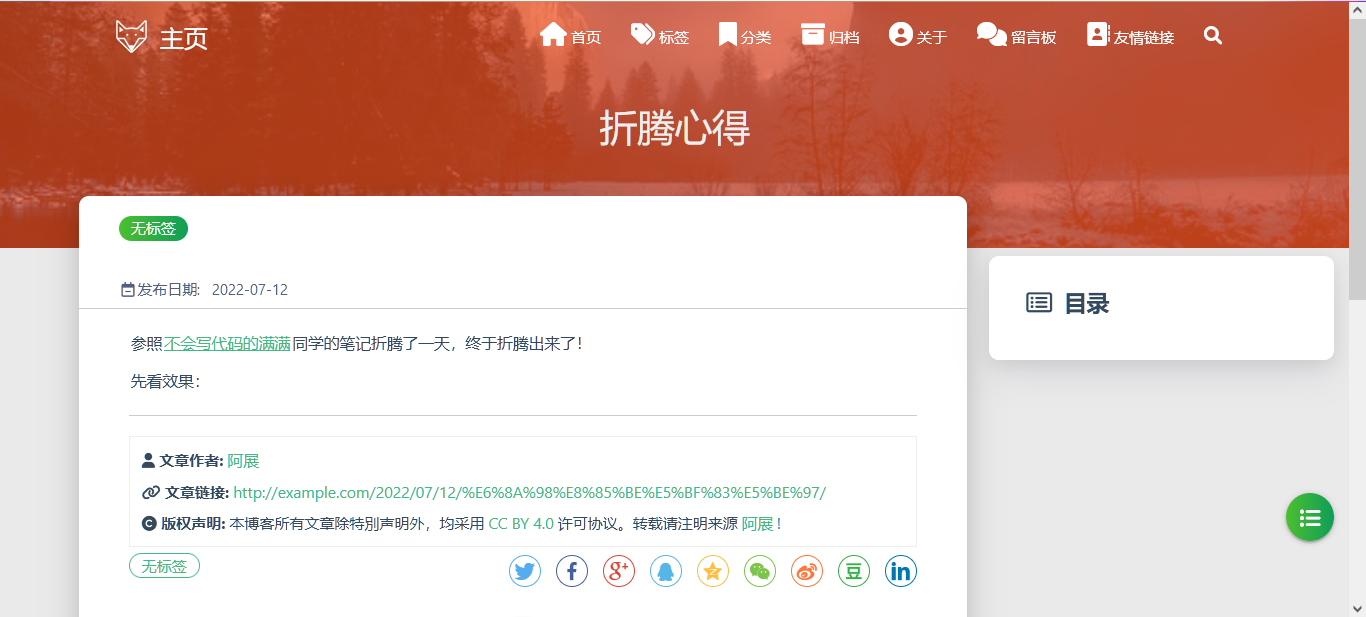 主页
首页 标签 分类 归档 关于 留言板 友情链接
折腾心得
无标签
发布日期: 2022-07-12
目录
参照不会写代码的满满同学的笔记折腾了一天，终于折腾出来了！
先看效果：
文章作者: 阿展
文章链接: http://example.com/2022/07/12/%E6%8A%98%E8%85%BE%E5%BF%83%E5%BE%97/
版权声明: 本博客所有文章除特別声明外，均采用 CC BY 4.0 许可协议。转载请注明来源 阿展 !
无标签